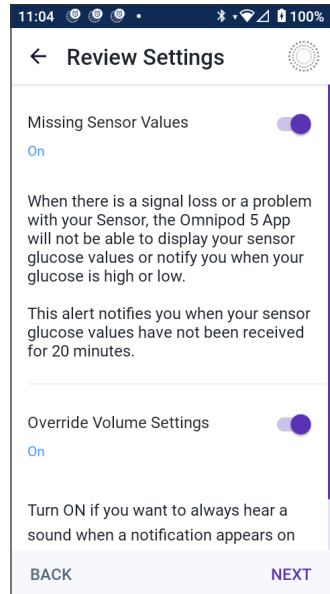 11:04 100%
Review Settings
Missing Sensor Values
On
When there is a signal loss or a problem
with your Sensor, the Omnipod 5 App
will not be able to display your sensor
glucose values or notify you when your
glucose is high or low.
This alert notifies you when your sensor
glucose values have not been received
for 20 minutes.
Override Volume Settings
On
Turn ON if you want to always hear a
sound when a notification appears on
BACK NEXT